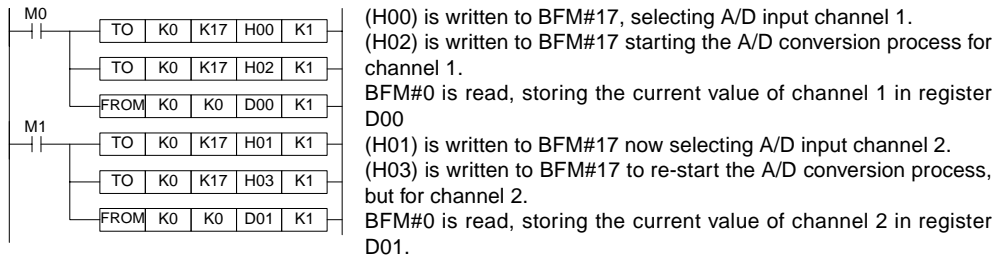 M0
TO K0 K17 H00 K1
TO K0 K17 H02 K1
FROM K0 K0 D00 K1
M1
TO K0 K17 H01 K1
TO K0 K17 H03 K1
FROM K0 K0 D01 K1
(H00) is written to BFM#17, selecting A/D input channel 1.
(H02) is written to BFM#17 starting the A/D conversion process for
channel 1.
BFM#0 is read, storing the current value of channel 1 in register
D00
(H01) is written to BFM#17 now selecting A/D input channel 2.
(H03) is written to BFM#17 to re-start the A/D conversion process,
but for channel 2.
BFM#0 is read, storing the current value of channel 2 in register
D01.